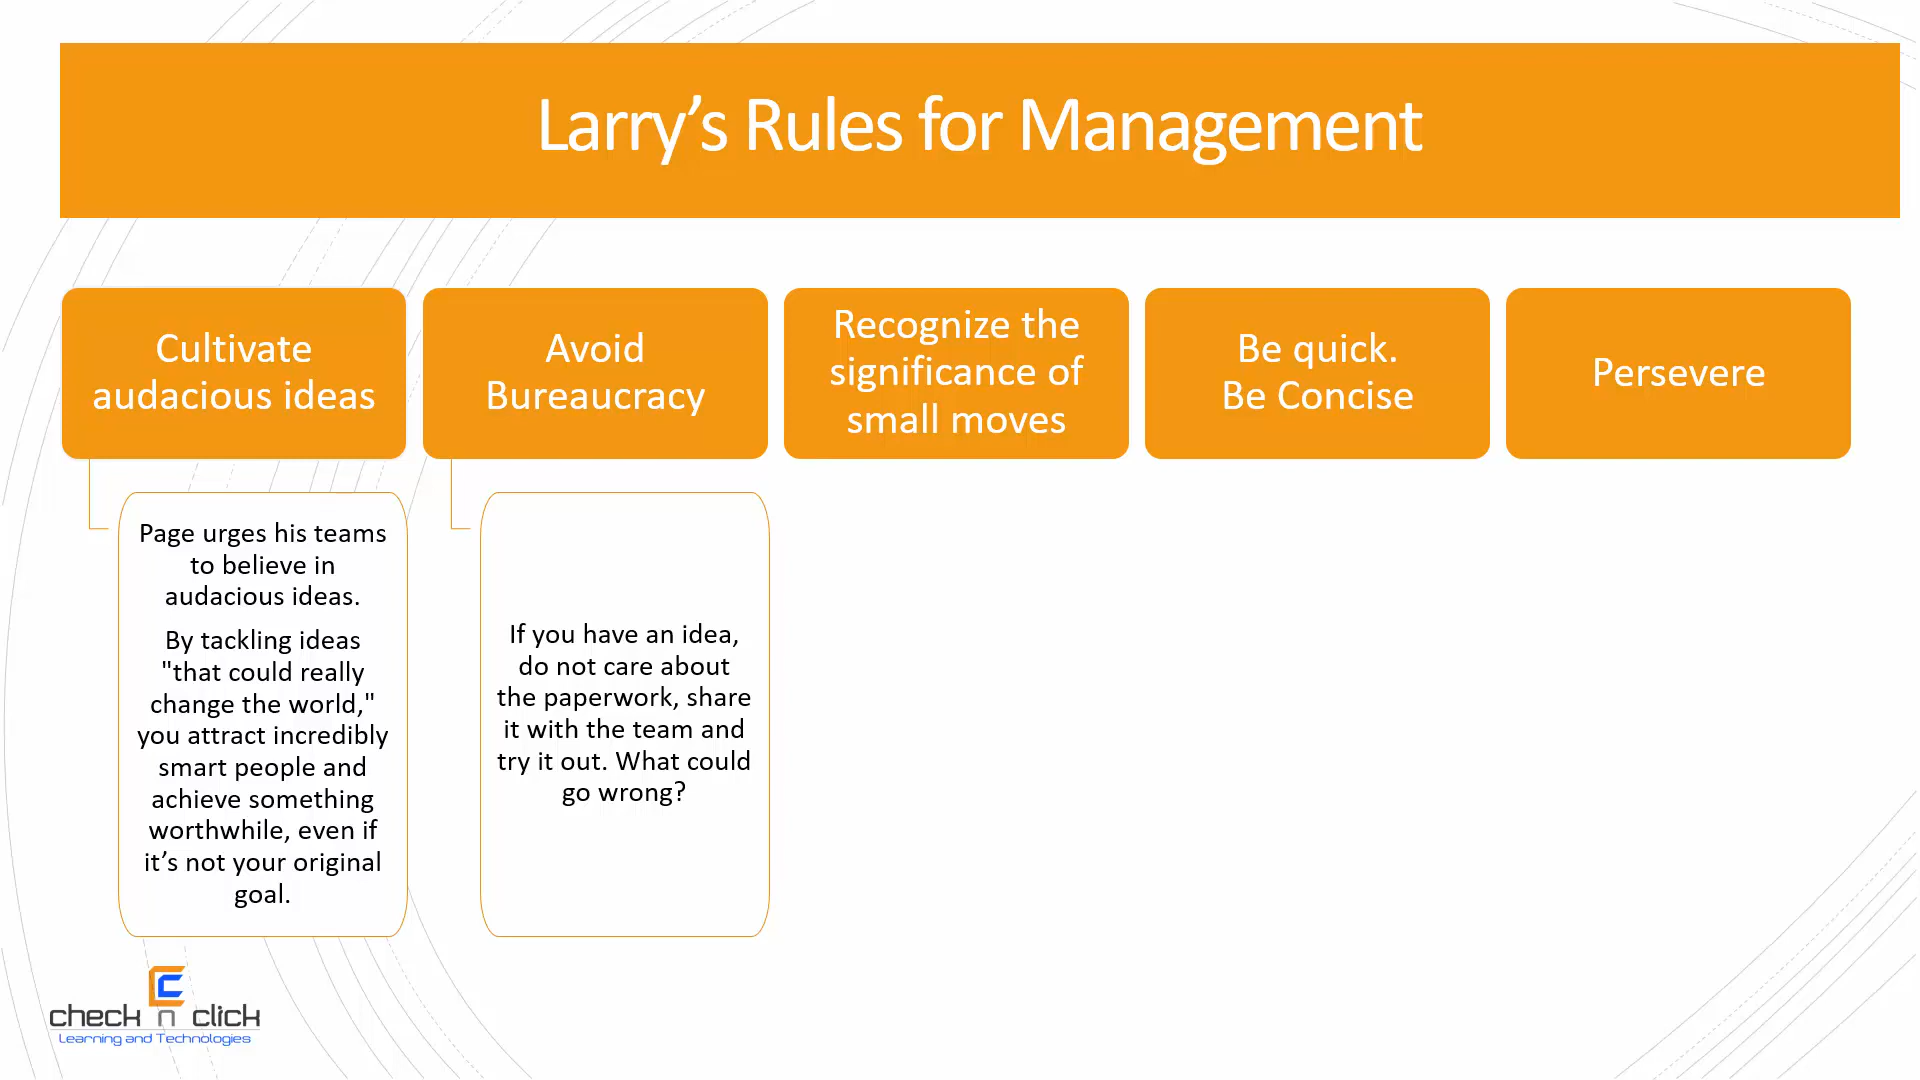 Larry’s Rules for Management
Cultivate
audacious ideas
Avoid
Bureaucracy
Recognize the
significance of
small moves
Be quick.
Be Concise
Persevere
Page urges his teams
to believe in
audacious ideas.
By tackling ideas
"that could really
change the world,"
you attract incredibly
smart people and
achieve something
worthwhile, even if
it’s not your original
goal.
If you have an idea,
do not care about
the paperwork, share
it with the team and
try it out. What could
go wrong?
check n click
Learning and Technologies